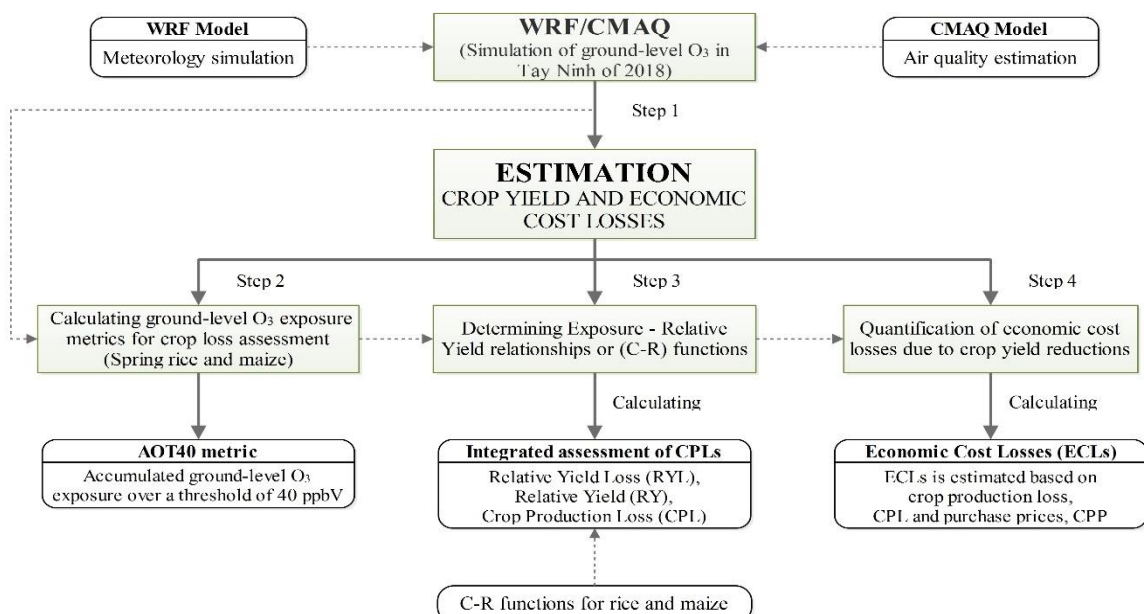 WRF Model
Meteorology simulation
WRF/CMAQ
(Simulation of ground-level O₃ in
Tay Ninh of 2018)
CMAQ Model
Air quality estimation
Step 1
ESTIMATION
CROP YIELD AND ECONOMIC
COST LOSSES
Step 2
Step 3
Step 4
Calculating ground-level O₃ exposure
metrics for crop loss assessment
(Spring rice and maize)
Determining Exposure - Relative
Yield relationships or (C-R) functions
Quantification of economic cost
losses due to crop yield reductions
Calculating
Calculating
AOT40 metric
Accumulated ground-level O₃
exposure over a threshold of 40 ppbV
Integrated assessment of CPLs
Relative Yield Loss (RYL),
Relative Yield (RY),
Crop Production Loss (CPL)
Economic Cost Losses (ECLs)
ECLs is estimated based on
crop production loss,
CPL and purchase prices, CPP
C-R functions for rice and maize